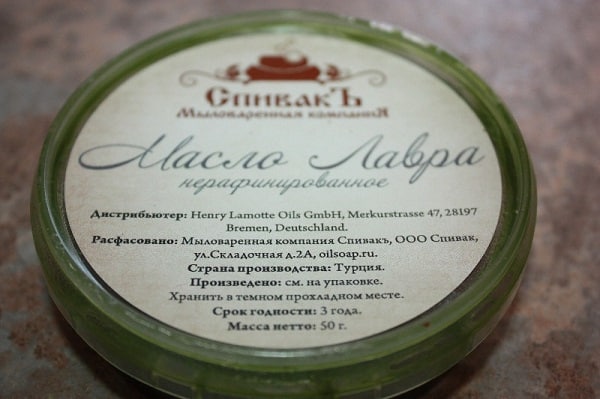 СпивакЪ
Мыловаренная компаниЯ
Масло Лавра
нерафинированное
Дистрибьютер: Henry Lamotte Oils GmbH, Merkurstrasse 47, 28197
Bremen, Deutschland.
Расфасовано: Мыловаренная компания Спивакъ, ООО Спивак,
ул.Складочная д.2А, oilsoap.ru.
Страна производства: Турция.
Произведено: см. на упаковке.
Хранить в темном прохладном месте.
Срок годности: 3 года.
Масса нетто: 50 г.